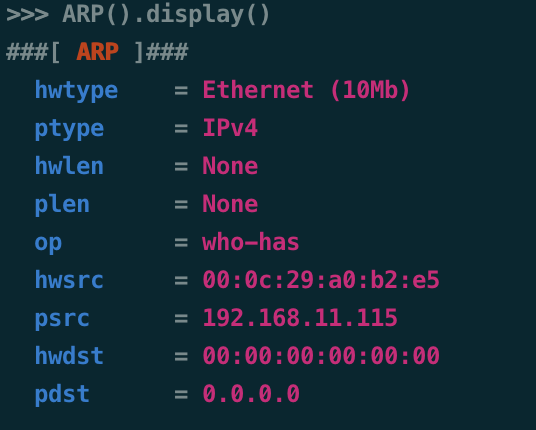 >>> ARP().display()
###[ ARP ]###
  hwtype    = Ethernet (10Mb)
  ptype     = IPv4
  hwlen     = None
  plen      = None
  op        = who-has
  hwsrc     = 00:0c:29:a0:b2:e5
  psrc      = 192.168.11.115
  hwdst     = 00:00:00:00:00:00
  pdst      = 0.0.0.0